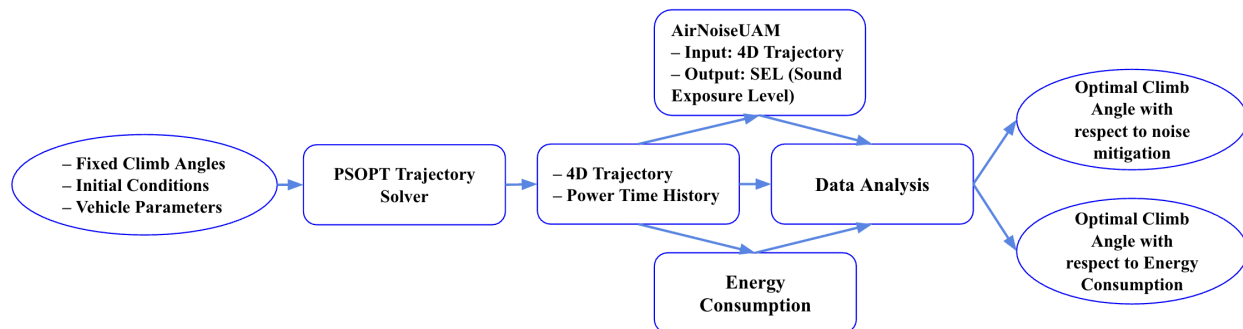 – Fixed Climb Angles
– Initial Conditions
– Vehicle Parameters
PSOPT Trajectory
Solver
– 4D Trajectory
– Power Time History
AirNoiseUAM
– Input: 4D Trajectory
– Output: SEL (Sound
Exposure Level)
Energy
Consumption
Data Analysis
Optimal Climb
Angle with
respect to noise
mitigation
Optimal Climb
Angle with
respect to Energy
Consumption